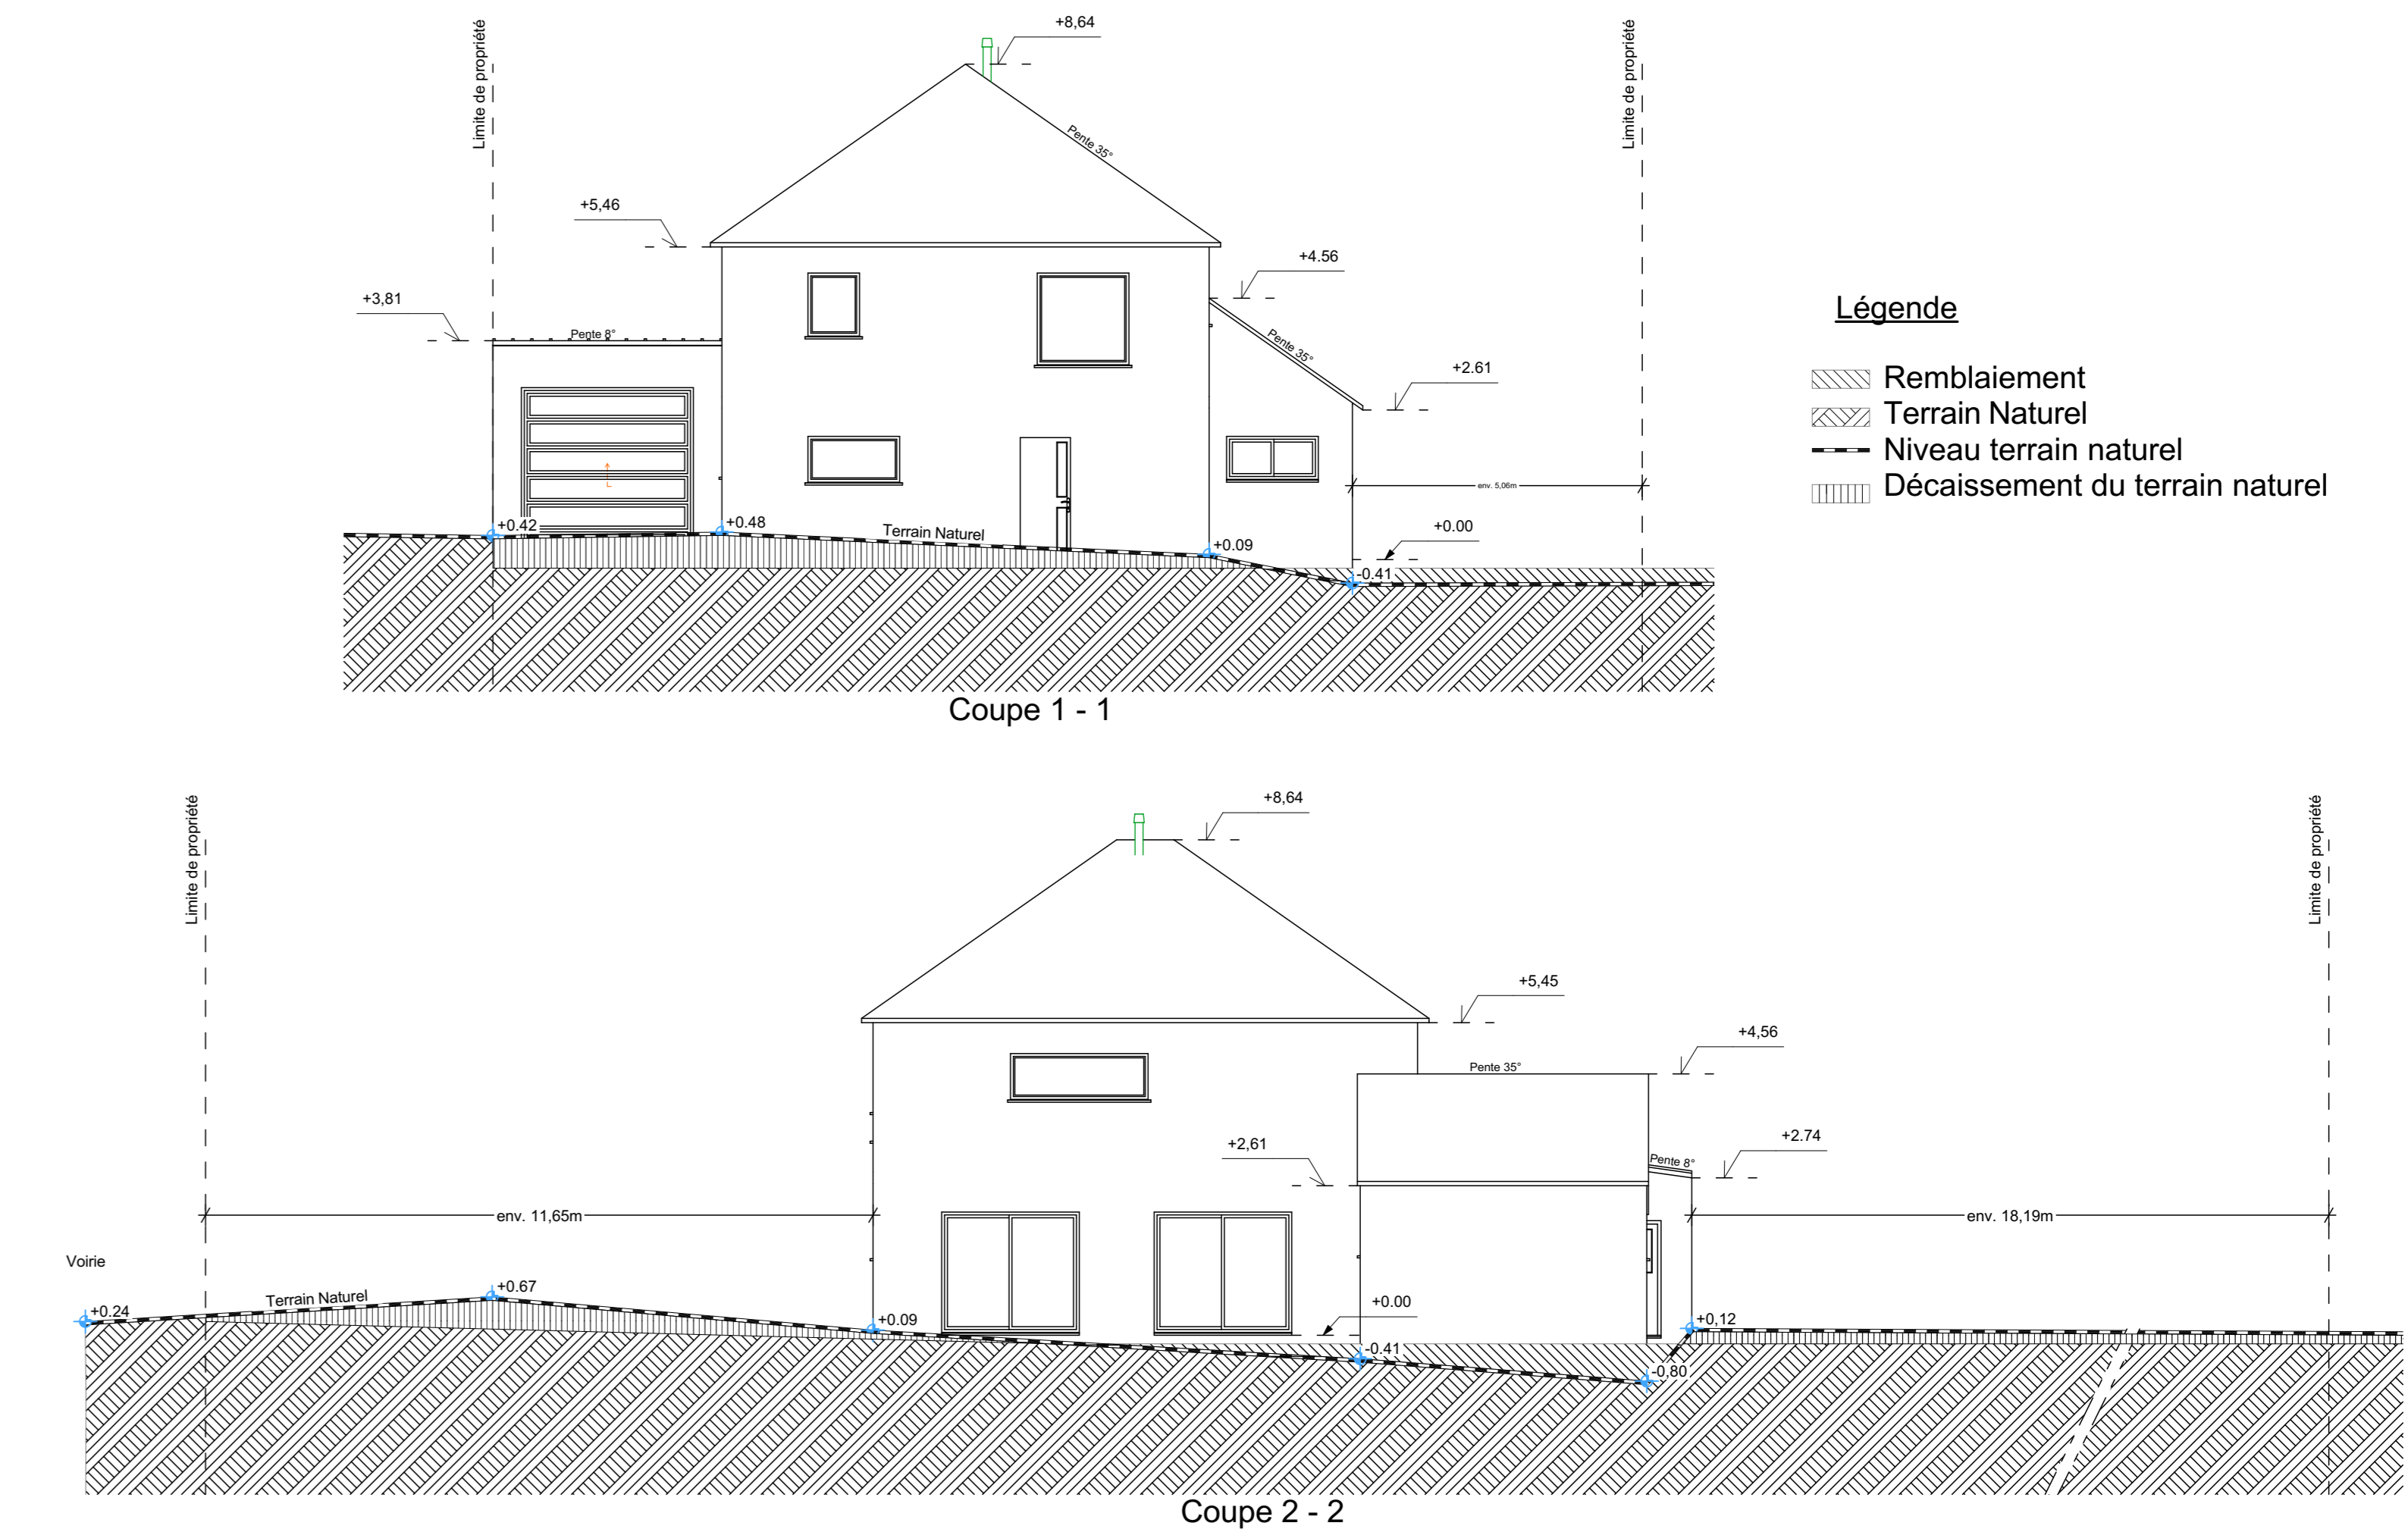 Limite de propriété
+8,64
Limite de propriété
Pente 35°
+5,46
+4.56
+3,81
Pente 8°
Pente 35°
+2.61
env. 5,06m
+0.42
+0.48
Terrain Naturel
+0.09
+0.00
-0.41
Coupe 1 - 1
Légende
Remblaiement
Terrain Naturel
Niveau terrain naturel
Décaissement du terrain naturel
Limite de propriété
+8,64
Limite de propriété
+5,45
+4,56
Pente 35°
+2,61
+2.74
Pente 8°
env. 11,65m
env. 18,19m
Voirie
+0.24
Terrain Naturel
+0.67
+0.09
+0.00
-0.41
-0,80
+0,12
Coupe 2 - 2